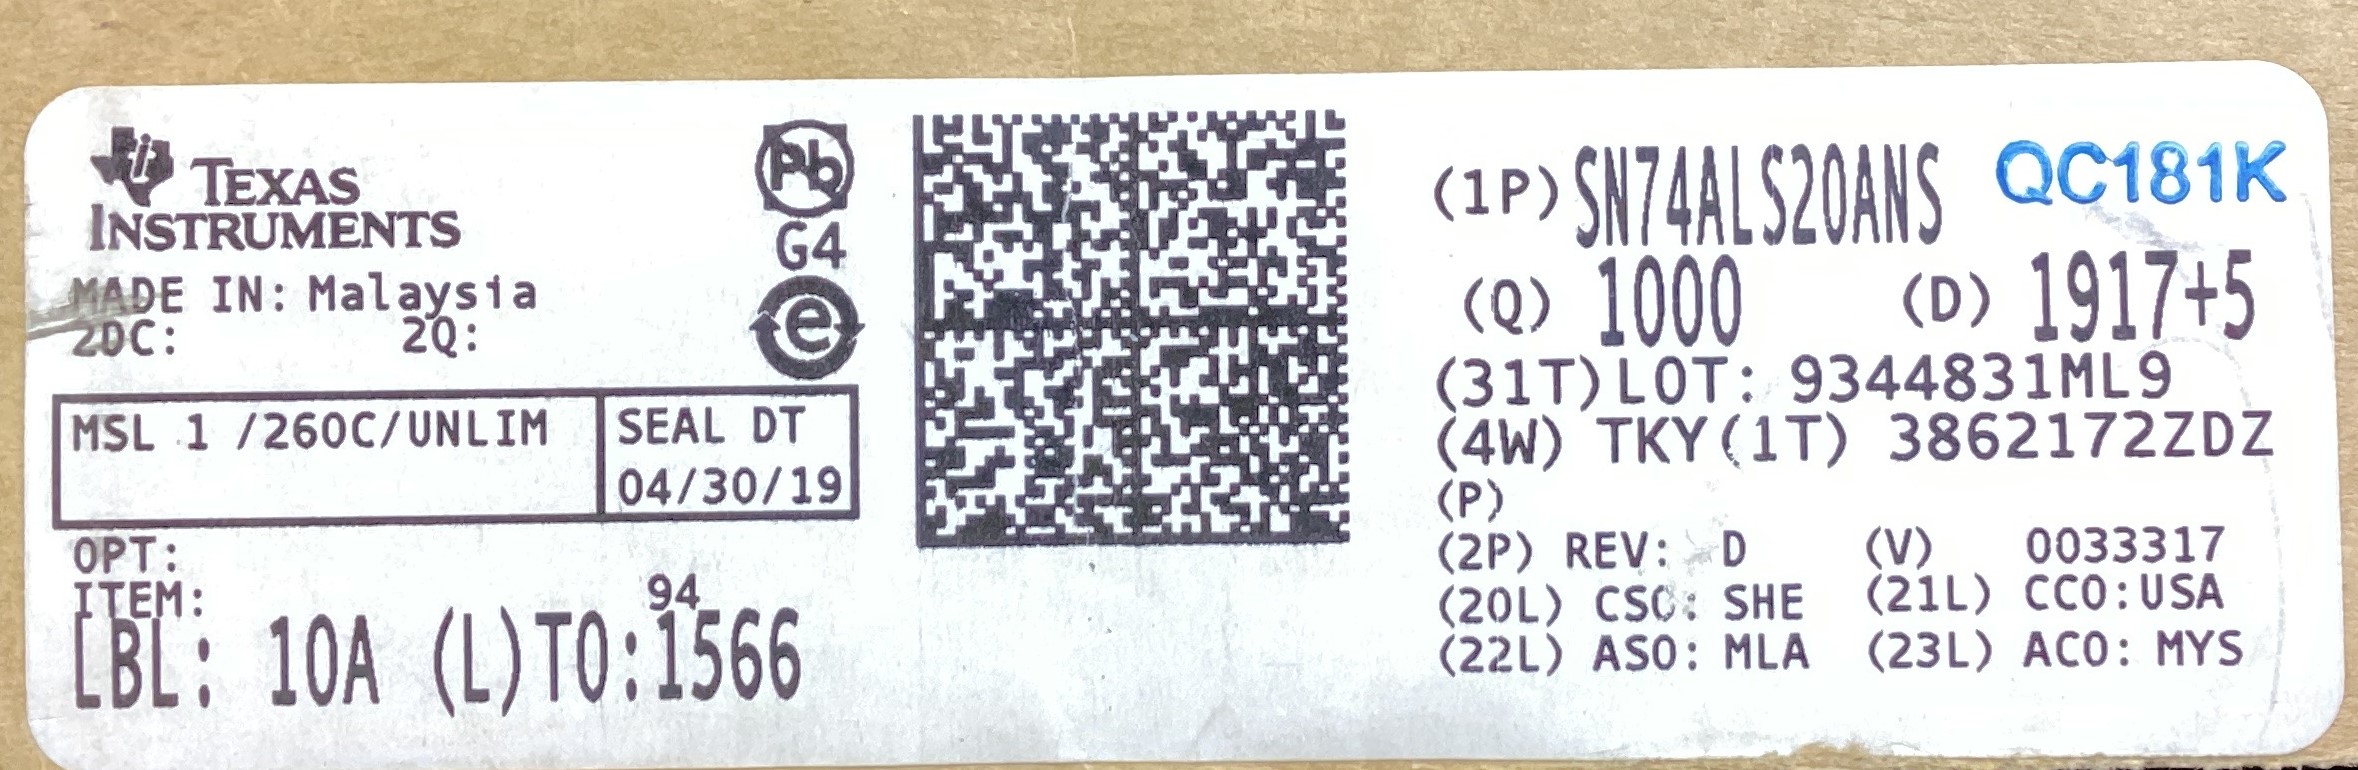 TEXAS
INSTRUMENTS
MADE IN: Malaysia
2DC: 2Q:
Pb
G4
e
MSL 1 /260C/UNLIM
SEAL DT
04/30/19
OPT:
ITEM:
94
LBL: 10A (L)TO:1566
(1P) SN74ALS20ANS QC181K
(Q) 1000 (D) 1917+5
(31T)LOT: 9344831ML9
(4W) TKY(1T) 3862172ZDZ
(P)
(2P) REV: D (V) 0033317
(20L) CSO: SHE (21L) CCO:USA
(22L) ASO: MLA (23L) ACO: MYS